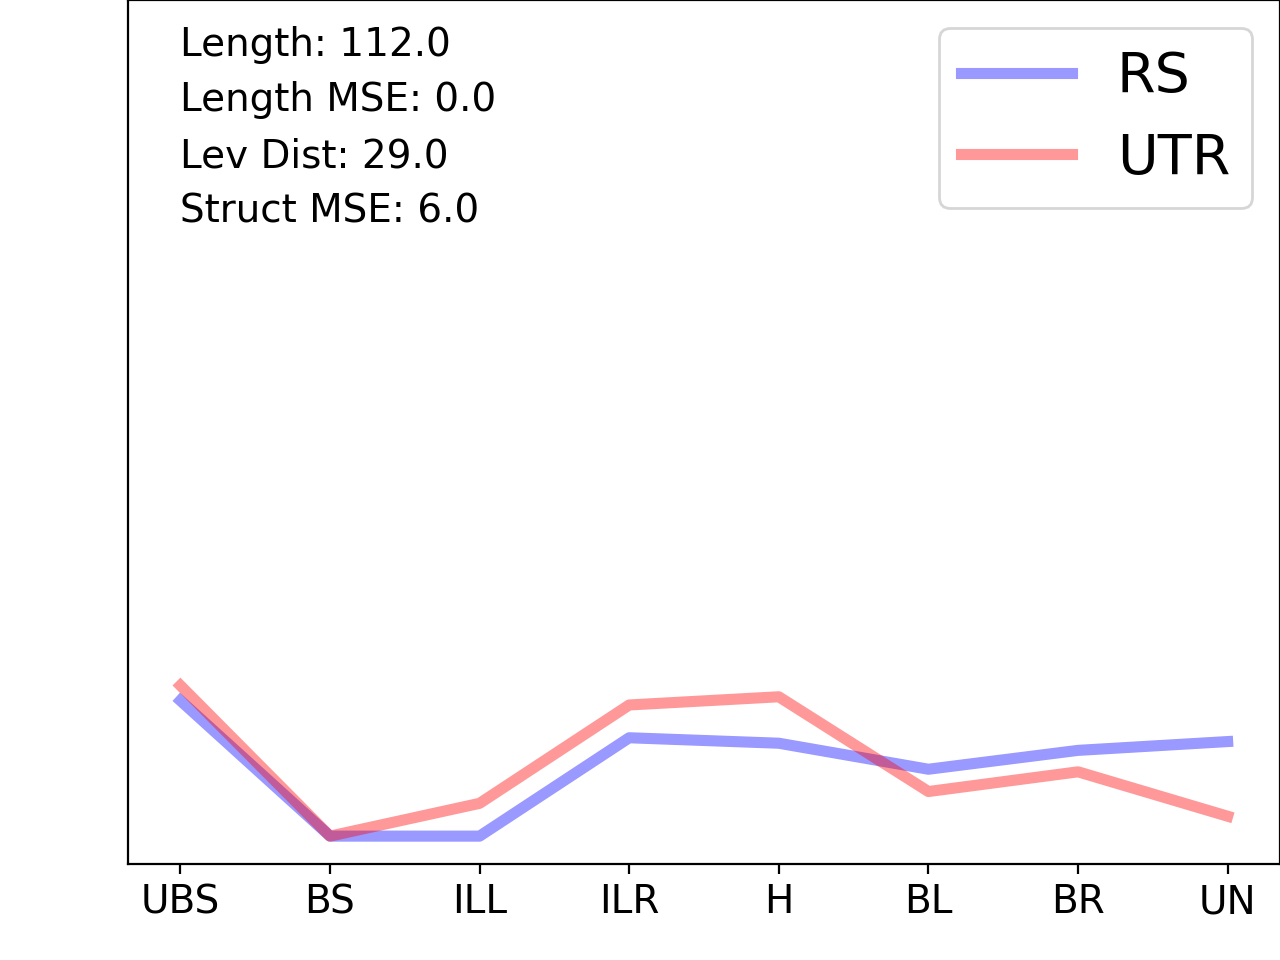 Length: 112.0
Length MSE: 0.0
Lev Dist: 29.0
Struct MSE: 6.0
RS
UTR
UBS BS ILL ILR H BL BR UN